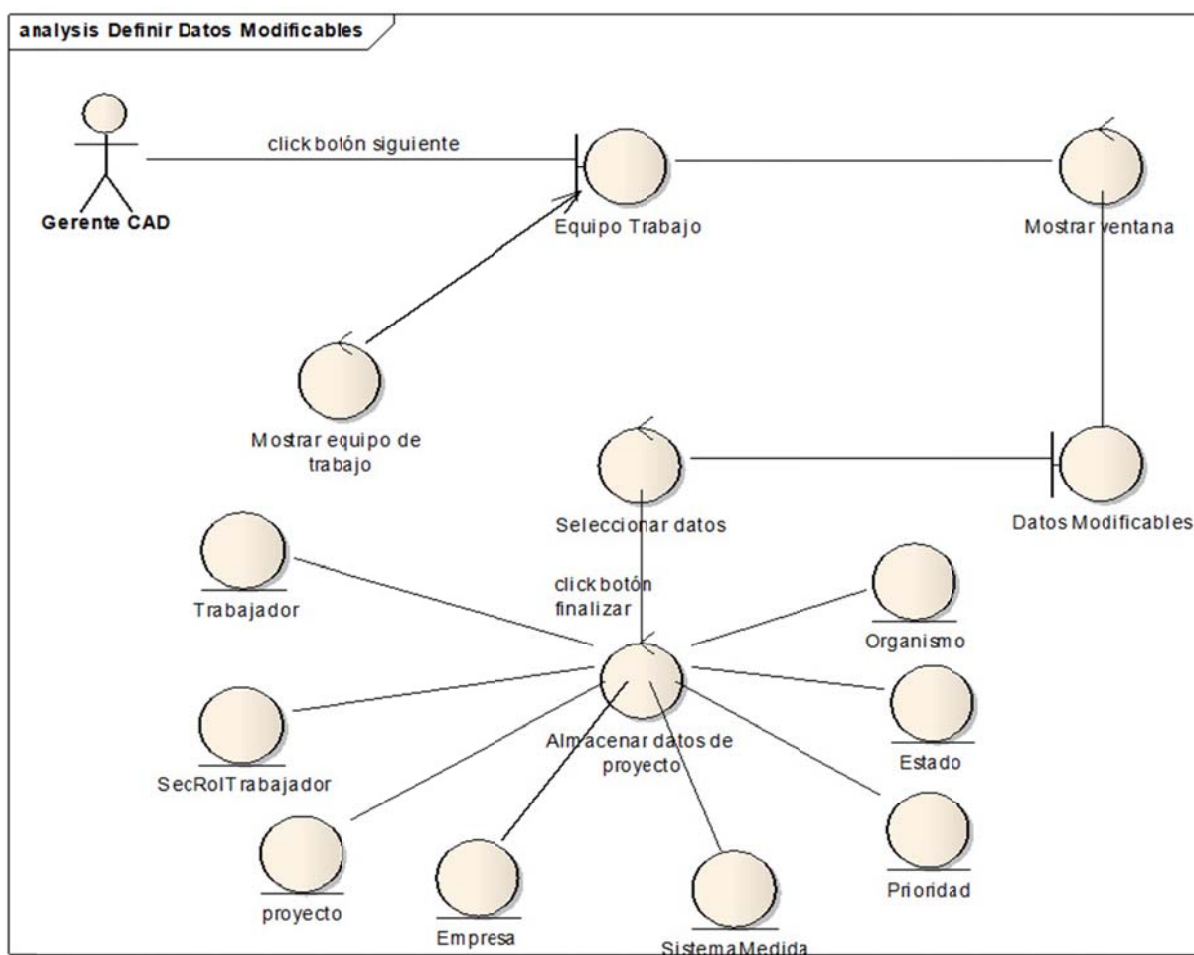 analysis Definir Datos Modificables
click botón siguiente
Gerente CAD
Equipo Trabajo
Mostrar ventana
Mostrar equipo de
trabajo
Seleccionar datos
Datos Modificables
click botón
finalizar
Trabajador
Organismo
SecRolTrabajador
Almacenar datos de
proyecto
Estado
proyecto
Empresa
SistemaMedida
Prioridad